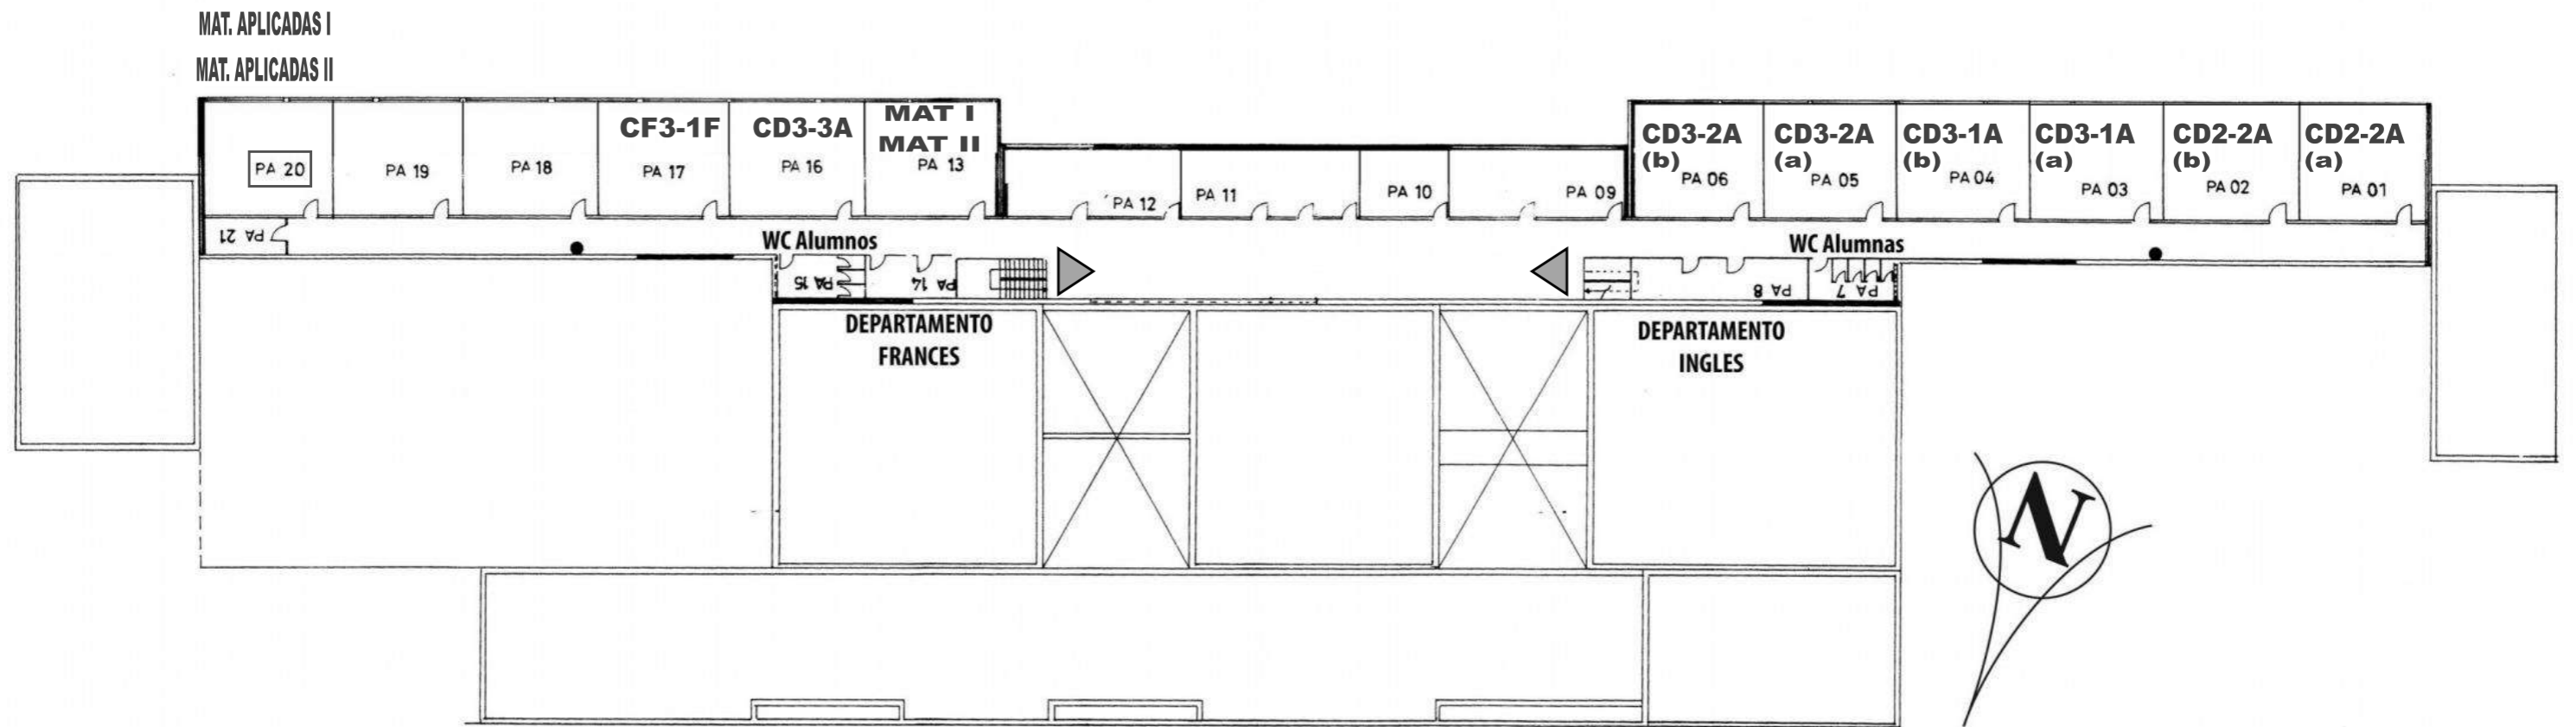 MAT. APLICADAS I
MAT. APLICADAS II
PA 20
PA 19
PA 18
CF3-1F
PA 17
CD3-3A
PA 16
MAT I
MAT II
PA 13
PA 12
PA 11
PA 10
PA 09
CD3-2A
(b)
PA 06
CD3-2A
(a)
PA 05
CD3-1A
(b)
PA 04
CD3-1A
(a)
PA 03
CD2-2A
(b)
PA 02
CD2-2A
(a)
PA 01
PA 21
WC Alumnos
WC Alumnas
PA 15
PA 14
PA 8
PA 7
DEPARTAMENTO
FRANCES
DEPARTAMENTO
INGLES
N